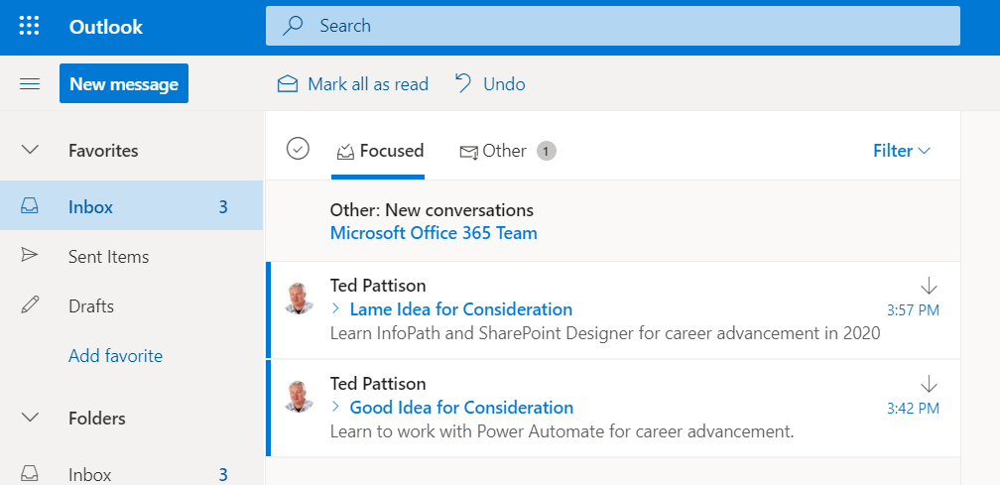 Outlook
Search
New message
Mark all as read
Undo
Favorites
Focused
Other 1
Filter
Inbox 3
Other: New conversations
Microsoft Office 365 Team
Sent Items
Ted Pattison
Lame Idea for Consideration
3:57 PM
Learn InfoPath and SharePoint Designer for career advancement in 2020
Drafts
Add favorite
Ted Pattison
Good Idea for Consideration
3:42 PM
Learn to work with Power Automate for career advancement.
Folders
Inbox 3